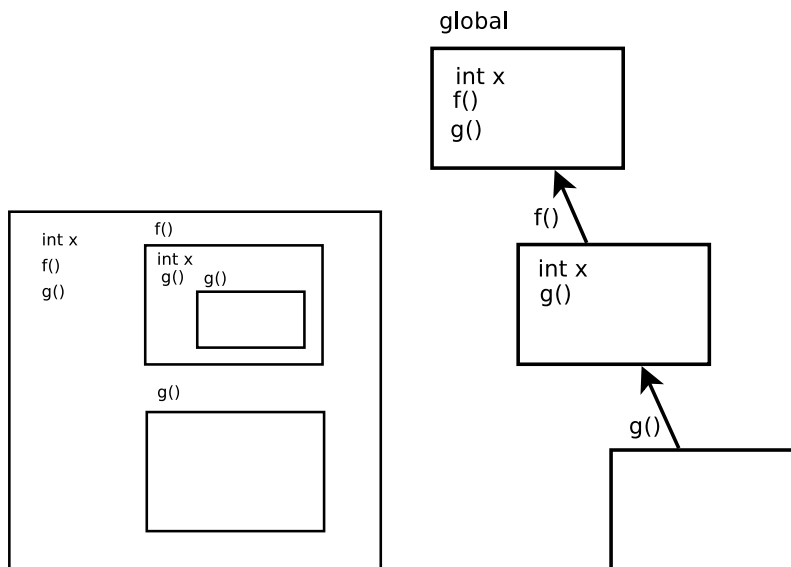 global
int x
f()
g()
f()
int x
g()
g()
int x
f()
g()
f()
int x
g()
g()
g()